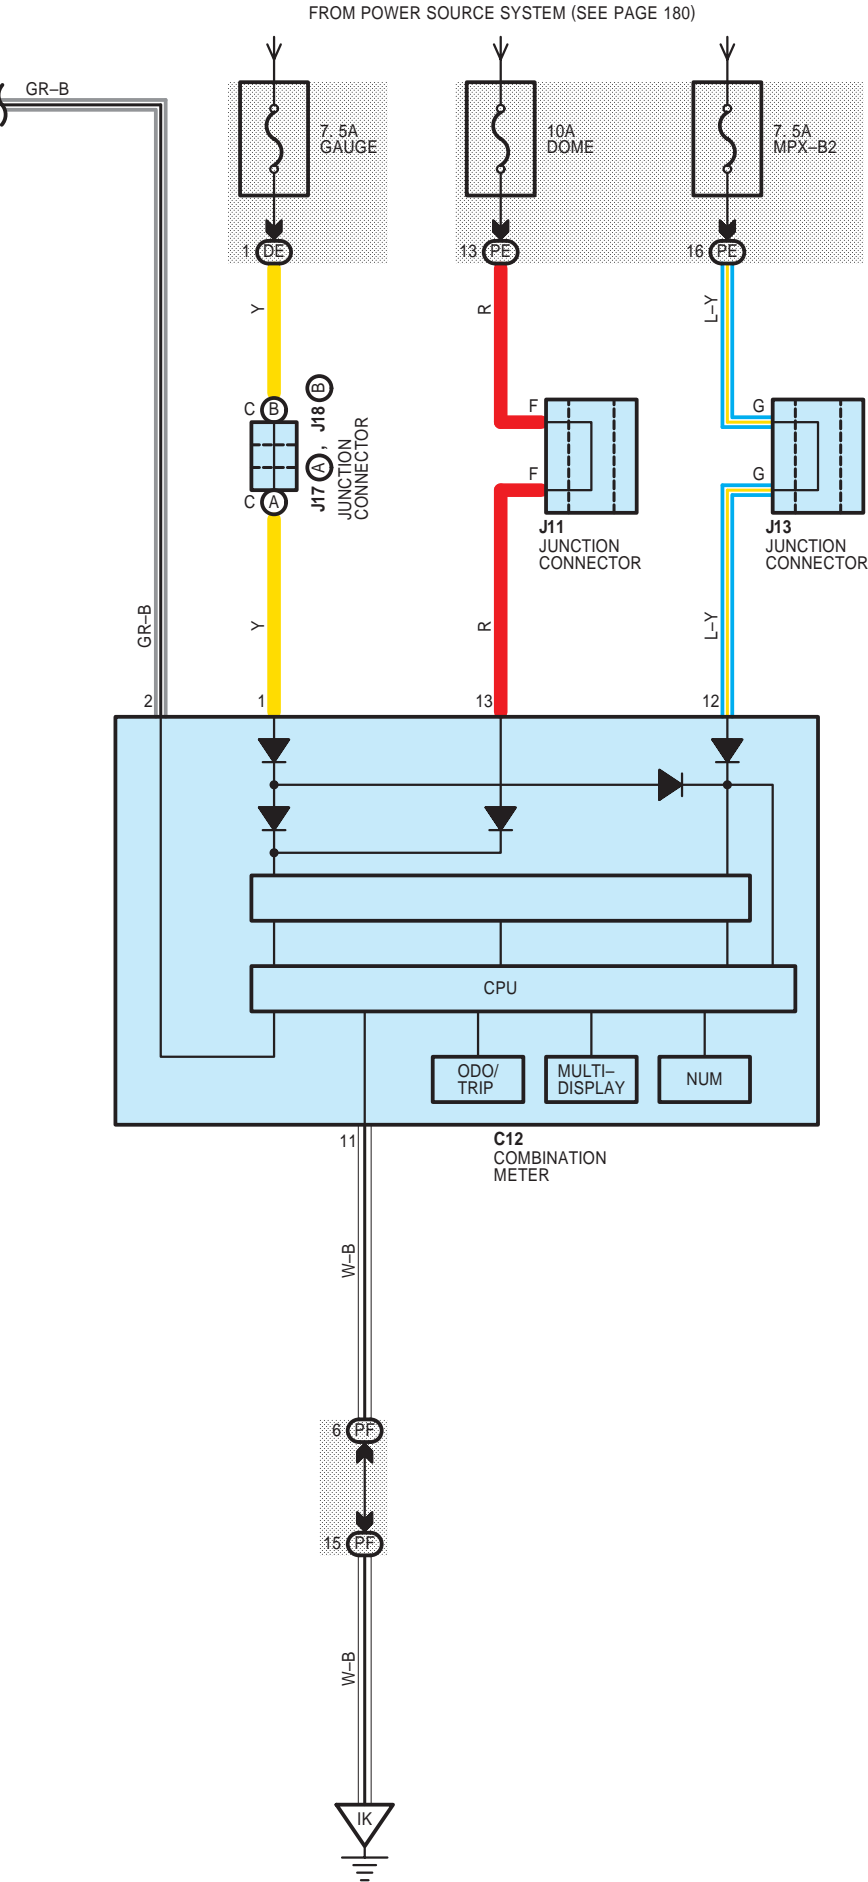 FROM POWER SOURCE SYSTEM (SEE PAGE 180)
GR–B
7. 5A
GAUGE
10A
DOME
7. 5A
MPX–B2
1 DE
13 PE
16 PE
Y
R
L–Y
C B
C A
J17 A , J18 B
JUNCTION
CONNECTOR
F
F
J11
JUNCTION
CONNECTOR
G
G
J13
JUNCTION
CONNECTOR
GR–B
Y
R
L–Y
2
1
13
12
CPU
ODO/
TRIP
MULTI–
DISPLAY
NUM
C12
COMBINATION
METER
11
W–B
6 PF
15 PF
W–B
IK